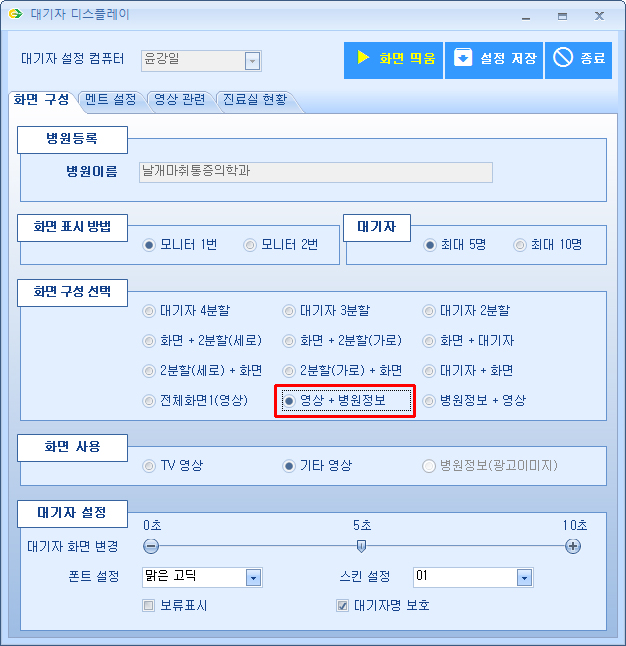 대기자 디스플레이
대기자 설정 컴퓨터 윤강일 화면 띄움 설정 저장 종료
화면 구성 멘트 설정 영상 관련 진료실 현황
병원등록
병원이름 날개마취통증의학과
화면 표시 방법 대기자
모니터 1번 모니터 2번 최대 5명 최대 10명
화면 구성 선택
대기자 4분할 대기자 3분할 대기자 2분할
화면 + 2분할(세로) 화면 + 2분할(가로) 화면 + 대기자
2분할(세로) + 화면 2분할(가로) + 화면 대기자 + 화면
전체화면1(영상) 영상 + 병원정보 병원정보 + 영상
화면 사용
TV 영상 기타 영상 병원정보(광고이미지)
대기자 설정
0초 5초 10초
대기자 화면 변경
폰트 설정 맑은 고딕 스킨 설정 01
보류표시 대기자명 보호